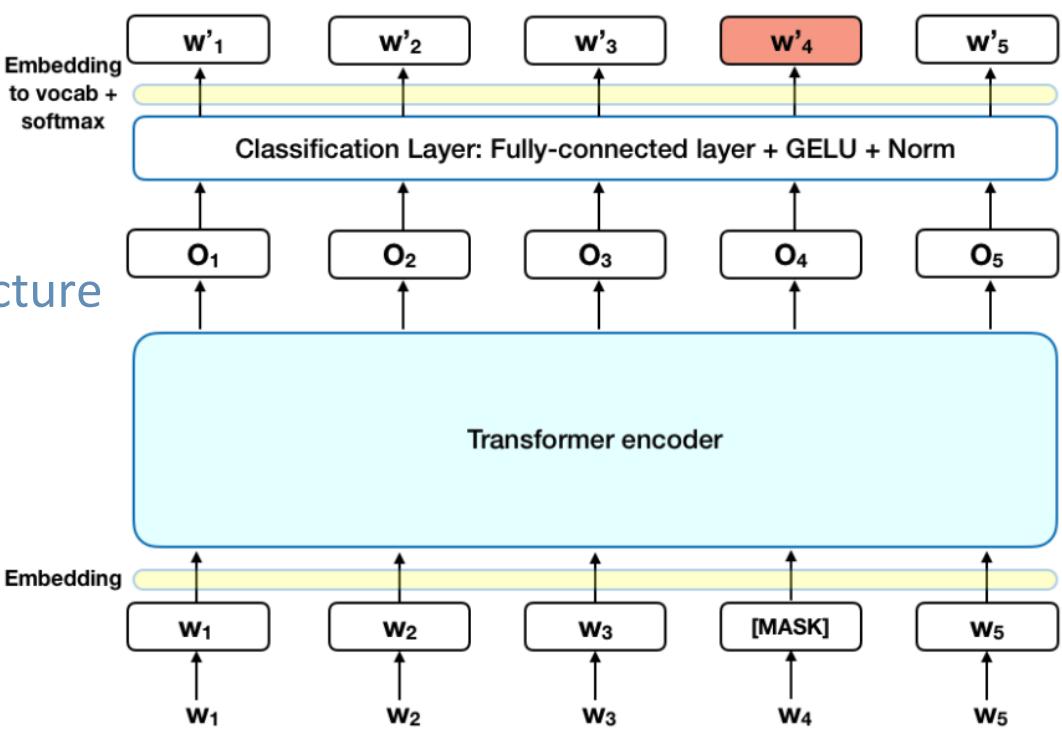 w'₁ w'₂ w'₃ w'₄ w'₅
Embedding
to vocab +
softmax
Classification Layer: Fully-connected layer + GELU + Norm
O₁ O₂ O₃ O₄ O₅
cture
Transformer encoder
Embedding
w₁ w₂ w₃ [MASK] w₅
w₁ w₂ w₃ w₄ w₅